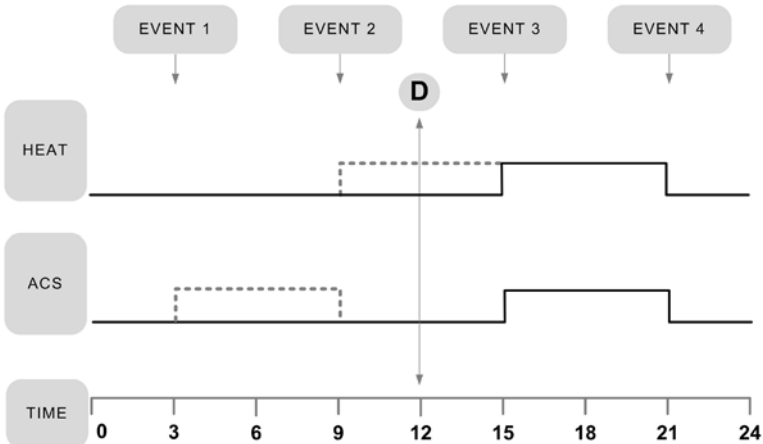 EVENT 1 EVENT 2 EVENT 3 EVENT 4
D
HEAT
ACS
TIME
0 3 6 9 12 15 18 21 24